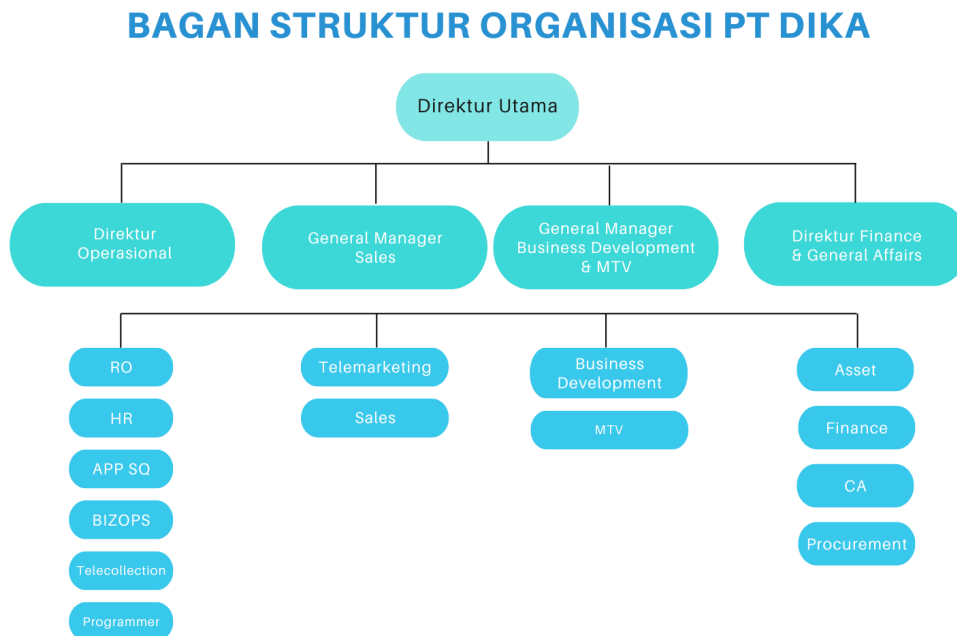 BAGAN STRUKTUR ORGANISASI PT DIKA
Direktur Utama
Direktur
Operasional
General Manager
Sales
General Manager
Business Development
& MTV
Direktur Finance
& General Affairs
RO
HR
APP SQ
BIZOPS
Telecollection
Programmer
Telemarketing
Sales
Business
Development
MTV
Asset
Finance
CA
Procurement